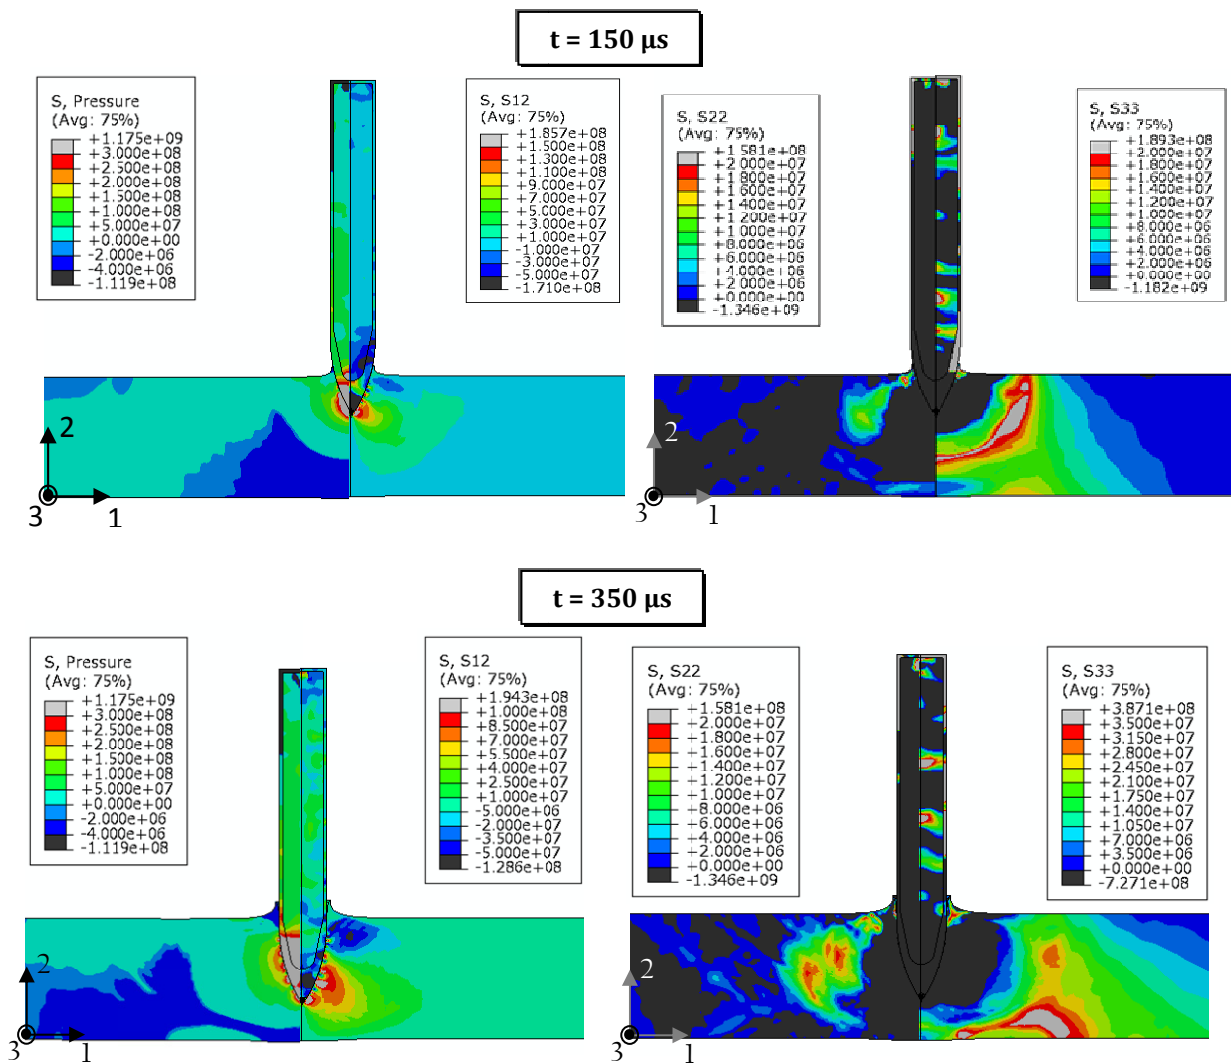 t = 150 µs
S, Pressure
(Avg: 75%)
+1.175e+09
+3.000e+08
+2.500e+08
+2.000e+08
+1.500e+08
+1.000e+08
+5.000e+07
+0.000e+00
-2.000e+06
-4.000e+06
-1.119e+08
S, S12
(Avg: 75%)
+1.857e+08
+1.500e+08
+1.300e+08
+1.100e+08
+9.000e+07
+7.000e+07
+5.000e+07
+3.000e+07
+1.000e+07
-1.000e+07
-3.000e+07
-5.000e+07
-1.710e+08
S, S22
(Avg: 75%)
+1.581e+08
+2.000e+07
+1.800e+07
+1.600e+07
+1.400e+07
+1.200e+07
+1.000e+07
+8.000e+06
+6.000e+06
+4.000e+06
+2.000e+06
+0.000e+00
-1.346e+09
S, S33
(Avg: 75%)
+1.893e+08
+2.000e+07
+1.800e+07
+1.600e+07
+1.400e+07
+1.200e+07
+1.000e+07
+8.000e+06
+6.000e+06
+4.000e+06
+2.000e+06
+0.000e+00
-1.182e+09
2
3 1
2
3 1
t = 350 µs
S, Pressure
(Avg: 75%)
+1.175e+09
+3.000e+08
+2.500e+08
+2.000e+08
+1.500e+08
+1.000e+08
+5.000e+07
+0.000e+00
-2.000e+06
-4.000e+06
-1.119e+08
S, S12
(Avg: 75%)
+1.943e+08
+1.000e+08
+8.500e+07
+7.000e+07
+5.500e+07
+4.000e+07
+2.500e+07
+1.000e+07
-5.000e+06
-2.000e+07
-3.500e+07
-5.000e+07
-1.286e+08
S, S22
(Avg: 75%)
+1.581e+08
+2.000e+07
+1.800e+07
+1.600e+07
+1.400e+07
+1.200e+07
+1.000e+07
+8.000e+06
+6.000e+06
+4.000e+06
+2.000e+06
+0.000e+00
-1.346e+09
S, S33
(Avg: 75%)
+3.871e+08
+3.500e+07
+3.150e+07
+2.800e+07
+2.450e+07
+2.100e+07
+1.750e+07
+1.400e+07
+1.050e+07
+7.000e+06
+3.500e+06
+0.000e+00
-7.271e+08
2
3 1
2
3 1